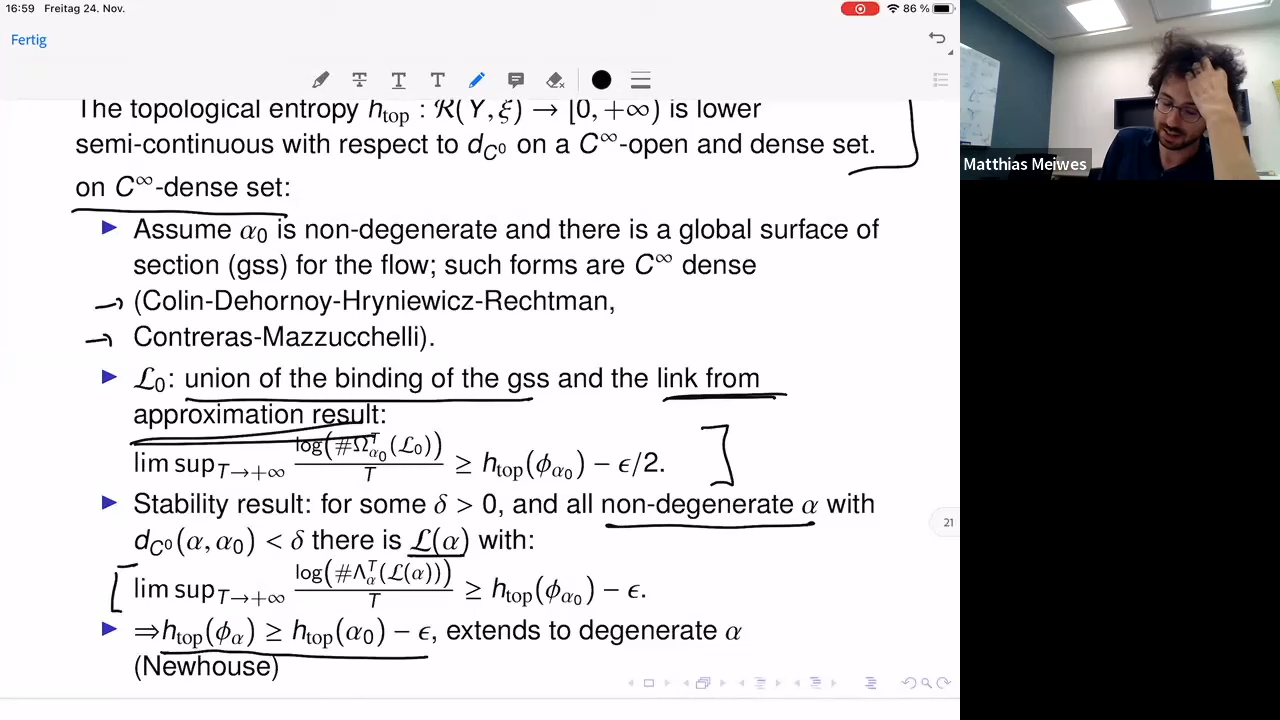 16:59 Freitag 24. Nov.
86 %
Fertig
The topological entropy h_top : ℛ(Y, ξ) → [0, +∞) is lower
semi-continuous with respect to d_{C⁰} on a C^∞-open and dense set.
on C^∞-dense set:
▶ Assume α₀ is non-degenerate and there is a global surface of
section (gss) for the flow; such forms are C^∞ dense
(Colin-Dehornoy-Hryniewicz-Rechtman,
Contreras-Mazzucchelli).
▶ ℒ₀: union of the binding of the gss and the link from
approximation result:
lim sup_{T→+∞} log(#Ω^T_{α₀}(ℒ₀))/T ≥ h_top(ϕ_{α₀}) − ϵ/2.
▶ Stability result: for some δ > 0, and all non-degenerate α with
d_{C⁰}(α, α₀) < δ there is ℒ(α) with:
lim sup_{T→+∞} log(#Λ^T_α(ℒ(α)))/T ≥ h_top(ϕ_{α₀}) − ϵ.
▶ ⇒h_top(ϕ_α) ≥ h_top(α₀) − ϵ, extends to degenerate α
(Newhouse)
21
Matthias Meiwes